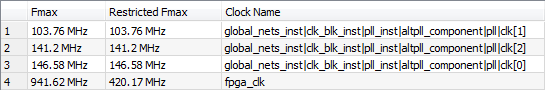 Fmax Restricted Fmax Clock Name
1 103.76 MHz 103.76 MHz global_nets_inst|clk_blk_inst|pll_inst|altpll_component|pll|clk[1]
2 141.2 MHz 141.2 MHz global_nets_inst|clk_blk_inst|pll_inst|altpll_component|pll|clk[2]
3 146.58 MHz 146.58 MHz global_nets_inst|clk_blk_inst|pll_inst|altpll_component|pll|clk[0]
4 941.62 MHz 420.17 MHz fpga_clk